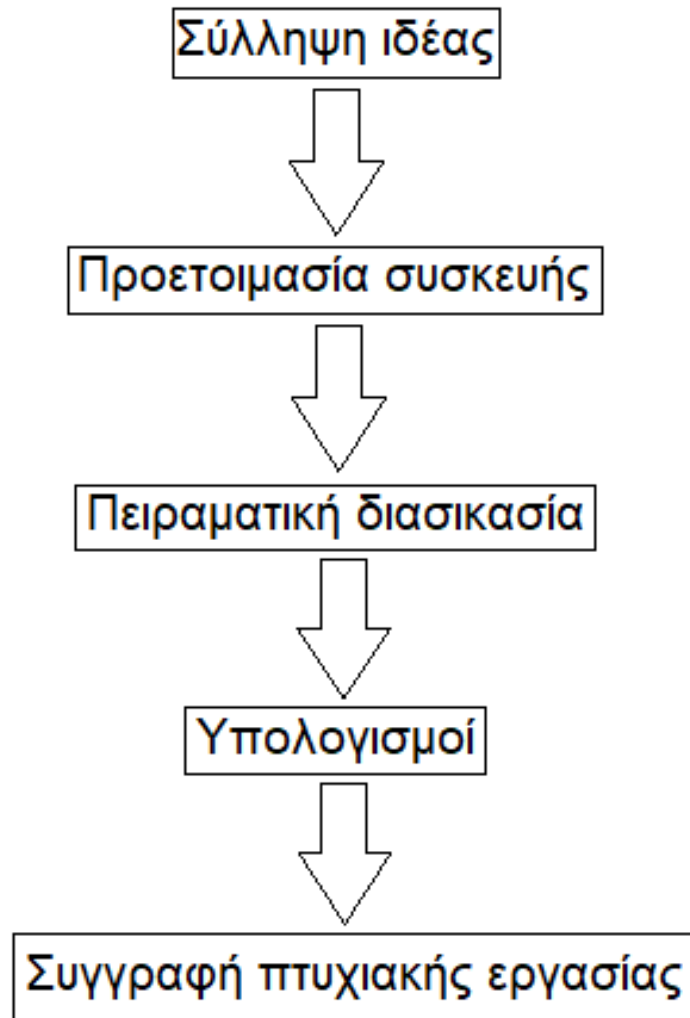 Σύλληψη ιδέας
Προετοιμασία συσκευής
Πειραματική διασικασία
Υπολογισμοί
Συγγραφή πτυχιακής εργασίας